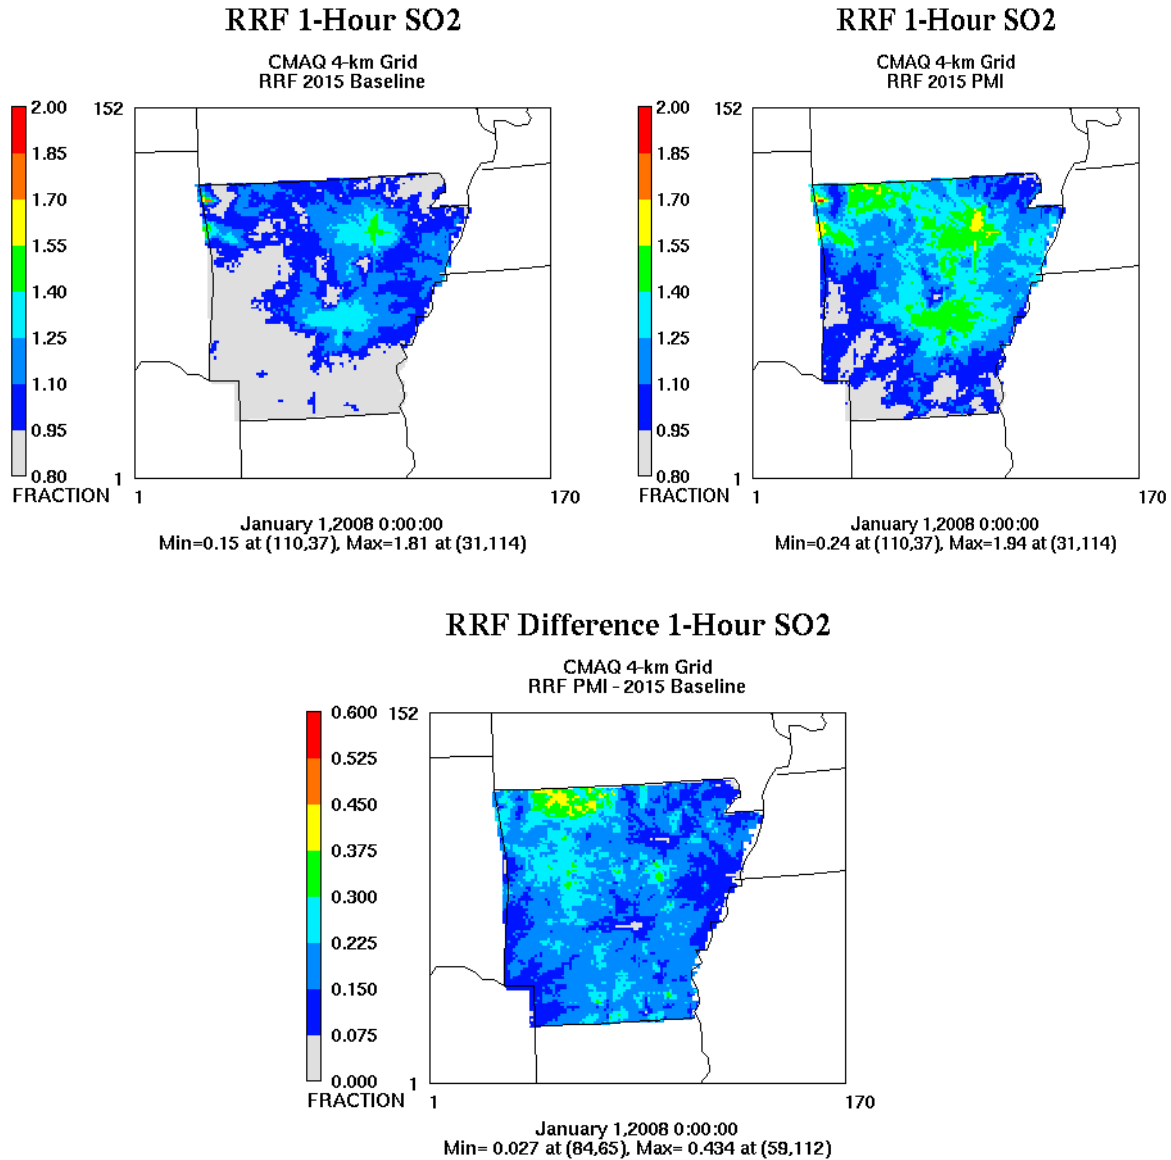 RRF 1-Hour SO2
CMAQ 4-km Grid
RRF 2015 Baseline
2.00
1.85
1.70
1.55
1.40
1.25
1.10
0.95
0.80
FRACTION
152
1
1
170
January 1,2008 0:00:00
Min=0.15 at (110,37), Max=1.81 at (31,114)
RRF 1-Hour SO2
CMAQ 4-km Grid
RRF 2015 PMI
2.00
1.85
1.70
1.55
1.40
1.25
1.10
0.95
0.80
FRACTION
152
1
1
170
January 1,2008 0:00:00
Min=0.24 at (110,37), Max=1.94 at (31,114)
RRF Difference 1-Hour SO2
CMAQ 4-km Grid
RRF PMI - 2015 Baseline
0.600
0.525
0.450
0.375
0.300
0.225
0.150
0.075
0.000
FRACTION
152
1
1
170
January 1,2008 0:00:00
Min= 0.027 at (84,65), Max= 0.434 at (59,112)